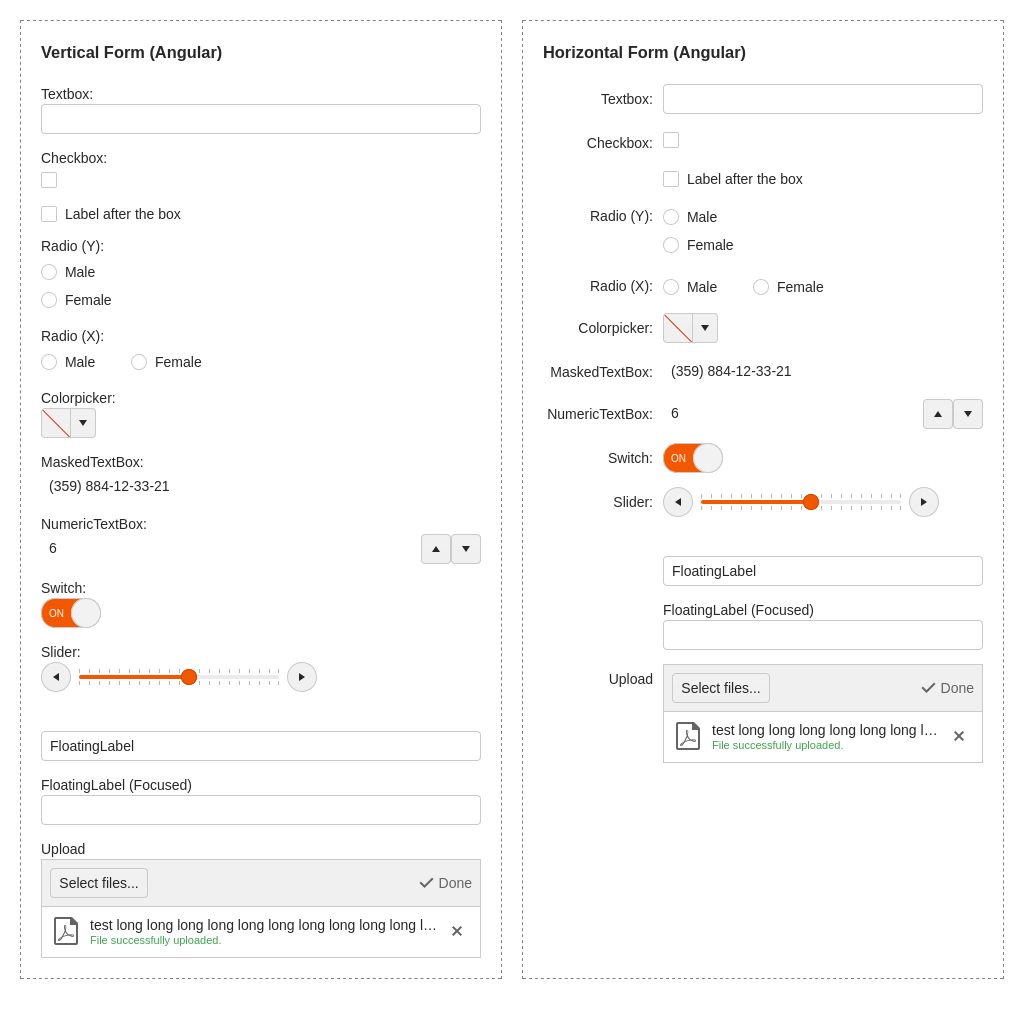 Vertical Form (Angular)
Textbox:
Checkbox:
Label after the box
Radio (Y):
Male
Female
Radio (X):
Male Female
Colorpicker:
MaskedTextBox:
(359) 884-12-33-21
NumericTextBox:
6
Switch:
ON
Slider:
FloatingLabel
FloatingLabel (Focused)
Upload
Select files... Done
test long long long long long long long long long long l…
File successfully uploaded.
Horizontal Form (Angular)
Textbox:
Checkbox:
Label after the box
Radio (Y): Male
Female
Radio (X): Male Female
Colorpicker:
MaskedTextBox: (359) 884-12-33-21
NumericTextBox: 6
Switch: ON
Slider:
FloatingLabel
FloatingLabel (Focused)
Upload Select files... Done
test long long long long long long l…
File successfully uploaded.